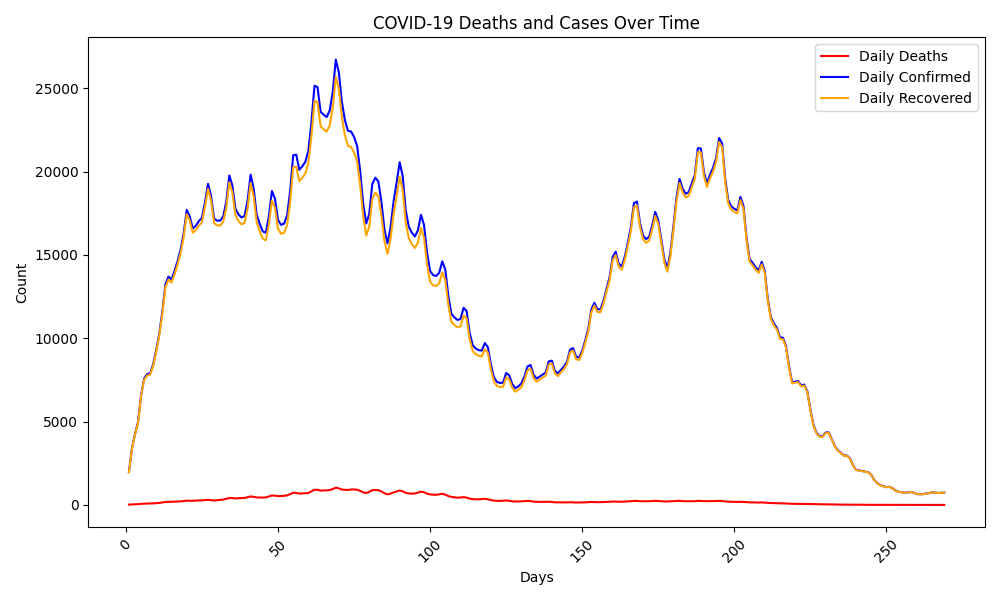 COVID-19 Deaths and Cases Over Time
Daily Deaths
Daily Confirmed
Daily Recovered
Count
25000
20000
15000
10000
5000
0
0
50
100
150
200
250
Days